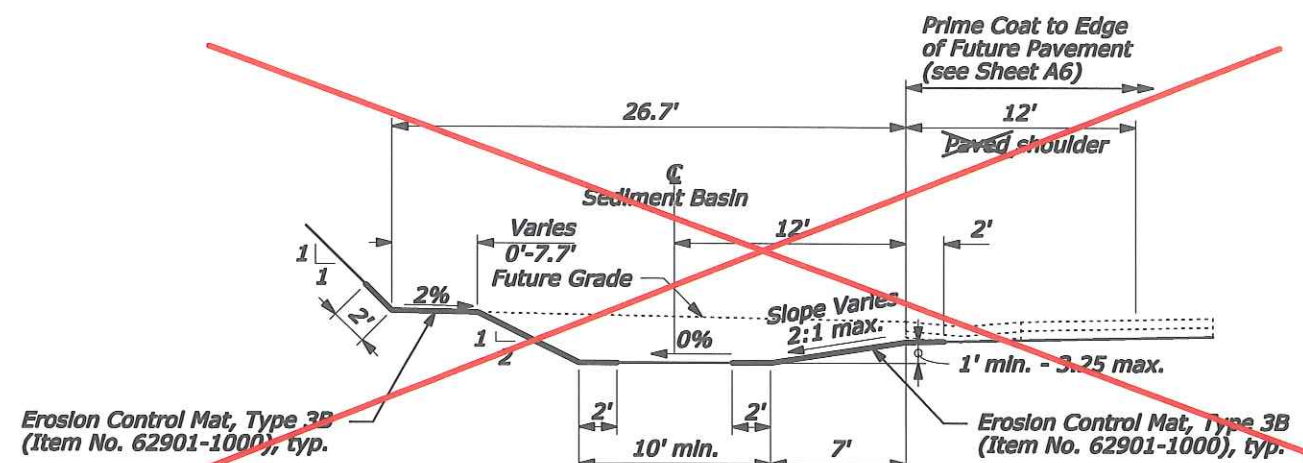 Prime Coat to Edge
of Future Pavement
(see Sheet A6)
26.7'
12'
Paved shoulder
℄
Sediment Basin
Varies
0'-7.7'
12'
2'
Future Grade
1
1
2%
2'
Slope Varies
2:1 max.
1
2
0%
1' min. - 3.25 max.
2'
2'
Erosion Control Mat, Type 3B
(Item No. 62901-1000), typ.
Erosion Control Mat, Type 3B
(Item No. 62901-1000), typ.
10' min.
7'